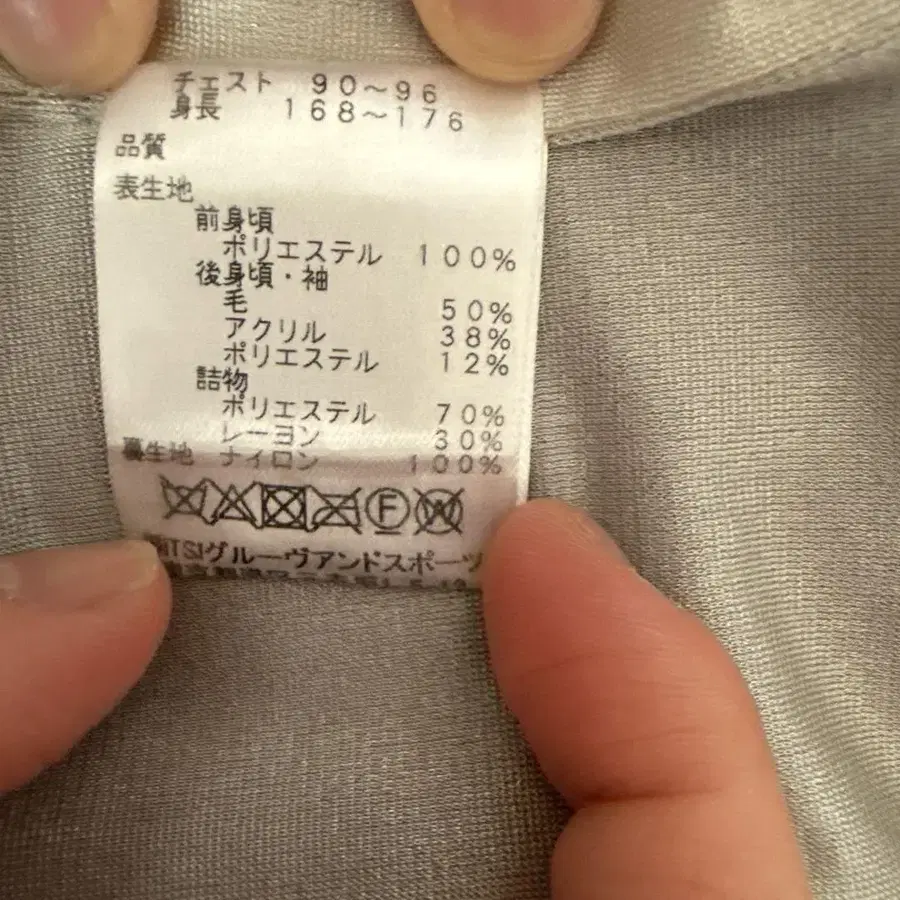 チェスト 90～96
身長 168～176
品質
表生地
前身頃
ポリエステル 100%
後身頃・袖
毛 50%
アクリル 38%
ポリエステル 12%
詰物
ポリエステル 70%
レーヨン 30%
裏生地 ナイロン 100%
F W
TSIグルーヴアンドスポーツ